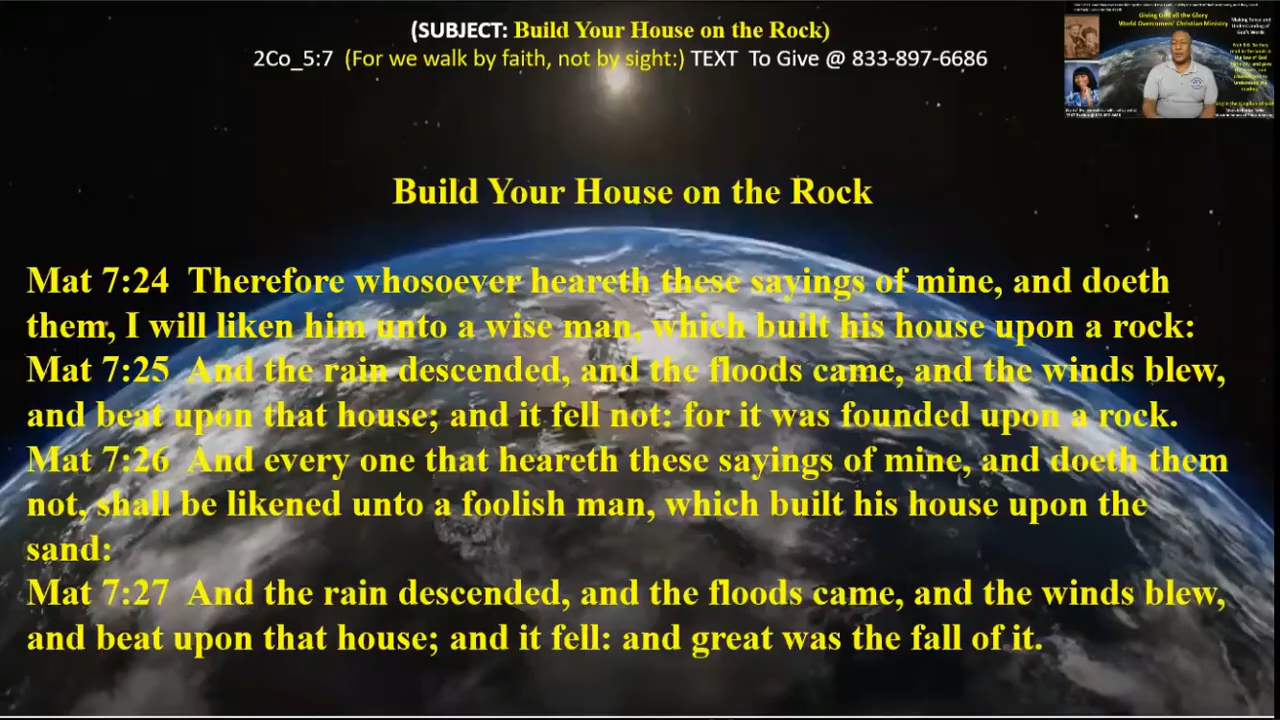 (SUBJECT: Build Your House on the Rock)
2Co_5:7 (For we walk by faith, not by sight:) TEXT To Give @ 833-897-6686
Giving God all the Glory
World Overcomers' Christian Ministry
Making Sense and
Understanding of
God's Words
Build Your House on the Rock
Mat 7:24 Therefore whosoever heareth these sayings of mine, and doeth
them, I will liken him unto a wise man, which built his house upon a rock:
Mat 7:25 And the rain descended, and the floods came, and the winds blew,
and beat upon that house; and it fell not: for it was founded upon a rock.
Mat 7:26 And every one that heareth these sayings of mine, and doeth them
not, shall be likened unto a foolish man, which built his house upon the
sand:
Mat 7:27 And the rain descended, and the floods came, and the winds blew,
and beat upon that house; and it fell: and great was the fall of it.